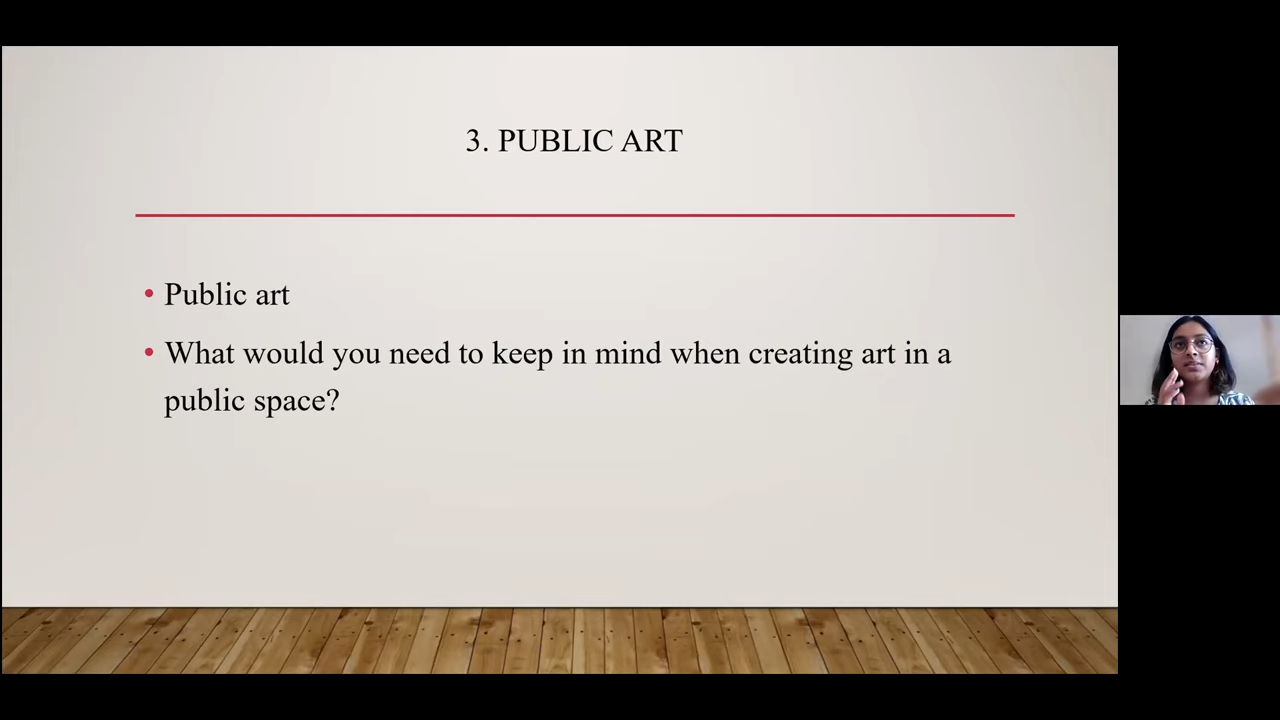 3. PUBLIC ART
• Public art
• What would you need to keep in mind when creating art in a
public space?